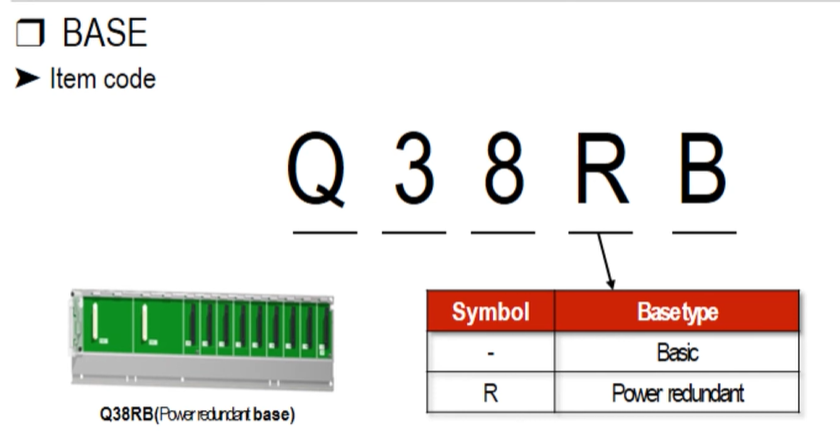 ❒ BASE
➤ Item code
Q 3 8 R B
Symbol Base type
- Basic
R Power redundant
Q38RB(Power redundant base)